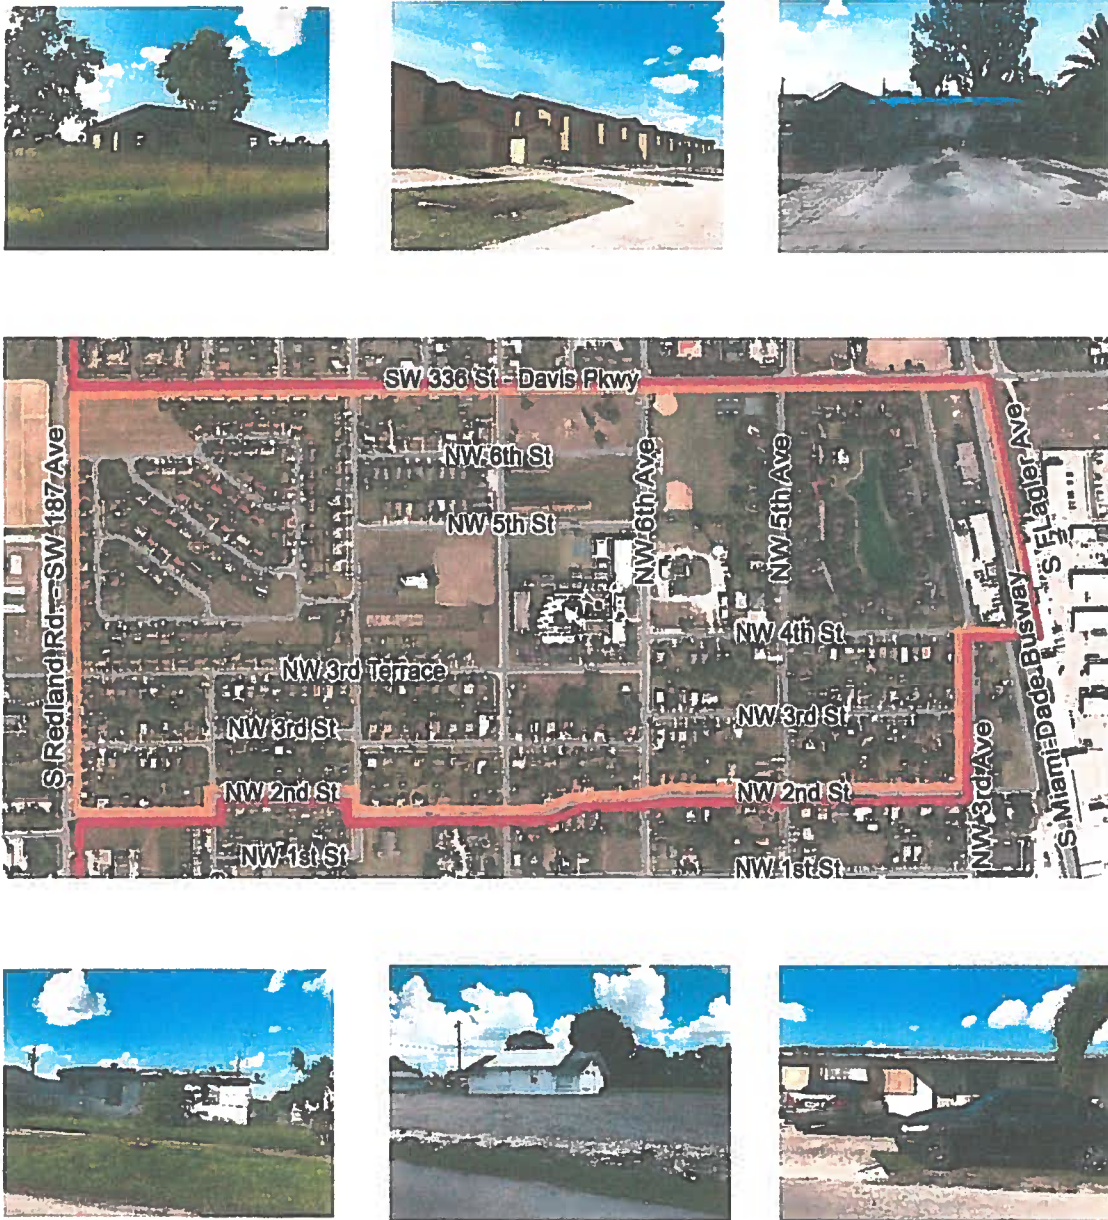 SW 336 St - Davis Pkwy
S Redland Rd. - SW 187 Ave
NW 6th St
NW 5th St
NW 6th Ave
NW 5th Ave
S Flagler Ave
S Miami-Dade Busway
NW 4th St
NW 3rd Terrace
NW 3rd St
NW 3rd St
NW 3rd Ave
NW 2nd St
NW 2nd St
NW 1st St
NW 1st St